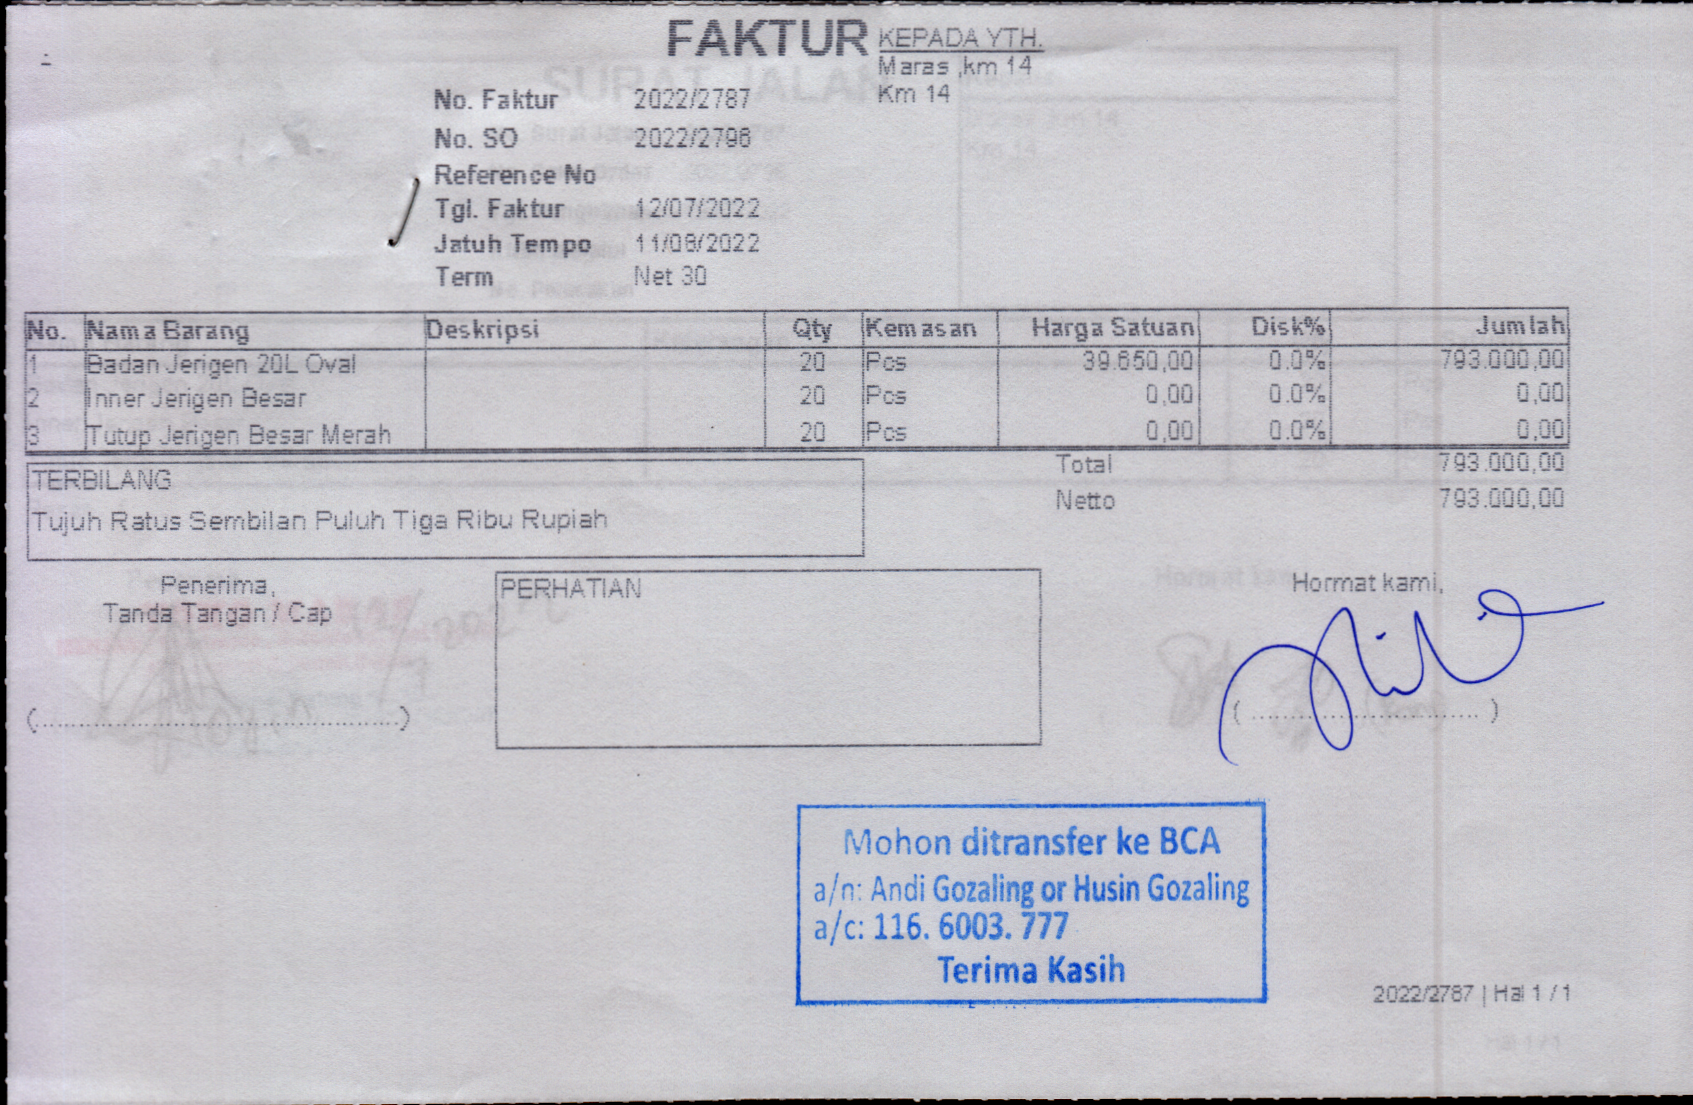 FAKTUR
KEPADA YTH.
Maras ,km 14
Km 14
No. Faktur 2022/2787
No. SO 2022/2796
Reference No
Tgl. Faktur 12/07/2022
Jatuh Tempo 11/08/2022
Term Net 30
No. Nama Barang Deskripsi Qty Kemasan Harga Satuan Disk% Jumlah
1 Badan Jerigen 20L Oval 20 Pcs 39.650,00 0.0% 793.000,00
2 Inner Jerigen Besar 20 Pcs 0,00 0.0% 0,00
3 Tutup Jerigen Besar Merah 20 Pcs 0,00 0.0% 0,00
Total 793.000,00
Netto 793.000,00
TERBILANG
Tujuh Ratus Sembilan Puluh Tiga Ribu Rupiah
Penerima,
Tanda Tangan / Cap
(..............................................................)
PERHATIAN
Hormat kami,
( ....................................... )
Mohon ditransfer ke BCA
a/n: Andi Gozaling or Husin Gozaling
a/c: 116. 6003. 777
Terima Kasih
2022/2787 | Hal 1 / 1